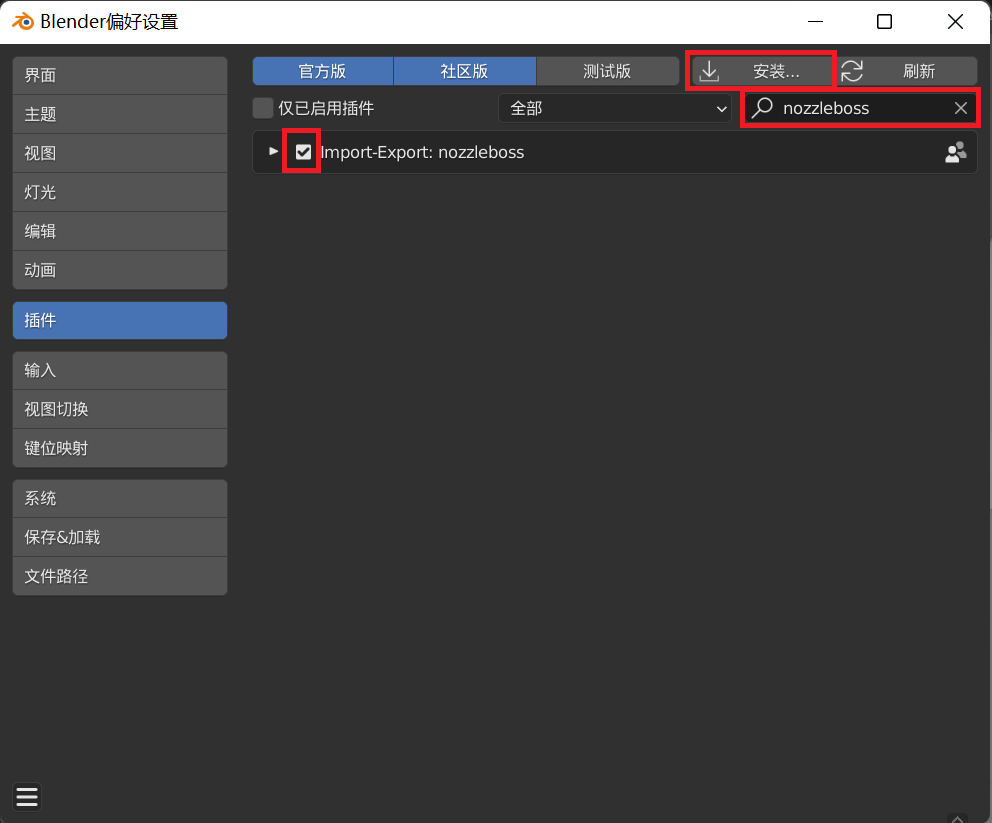 Blender偏好设置
界面
主题
视图
灯光
编辑
动画
插件
输入
视图切换
键位映射
系统
保存&加载
文件路径
官方版 社区版 测试版 安装... 刷新
仅已启用插件 全部 nozzleboss
Import-Export: nozzleboss